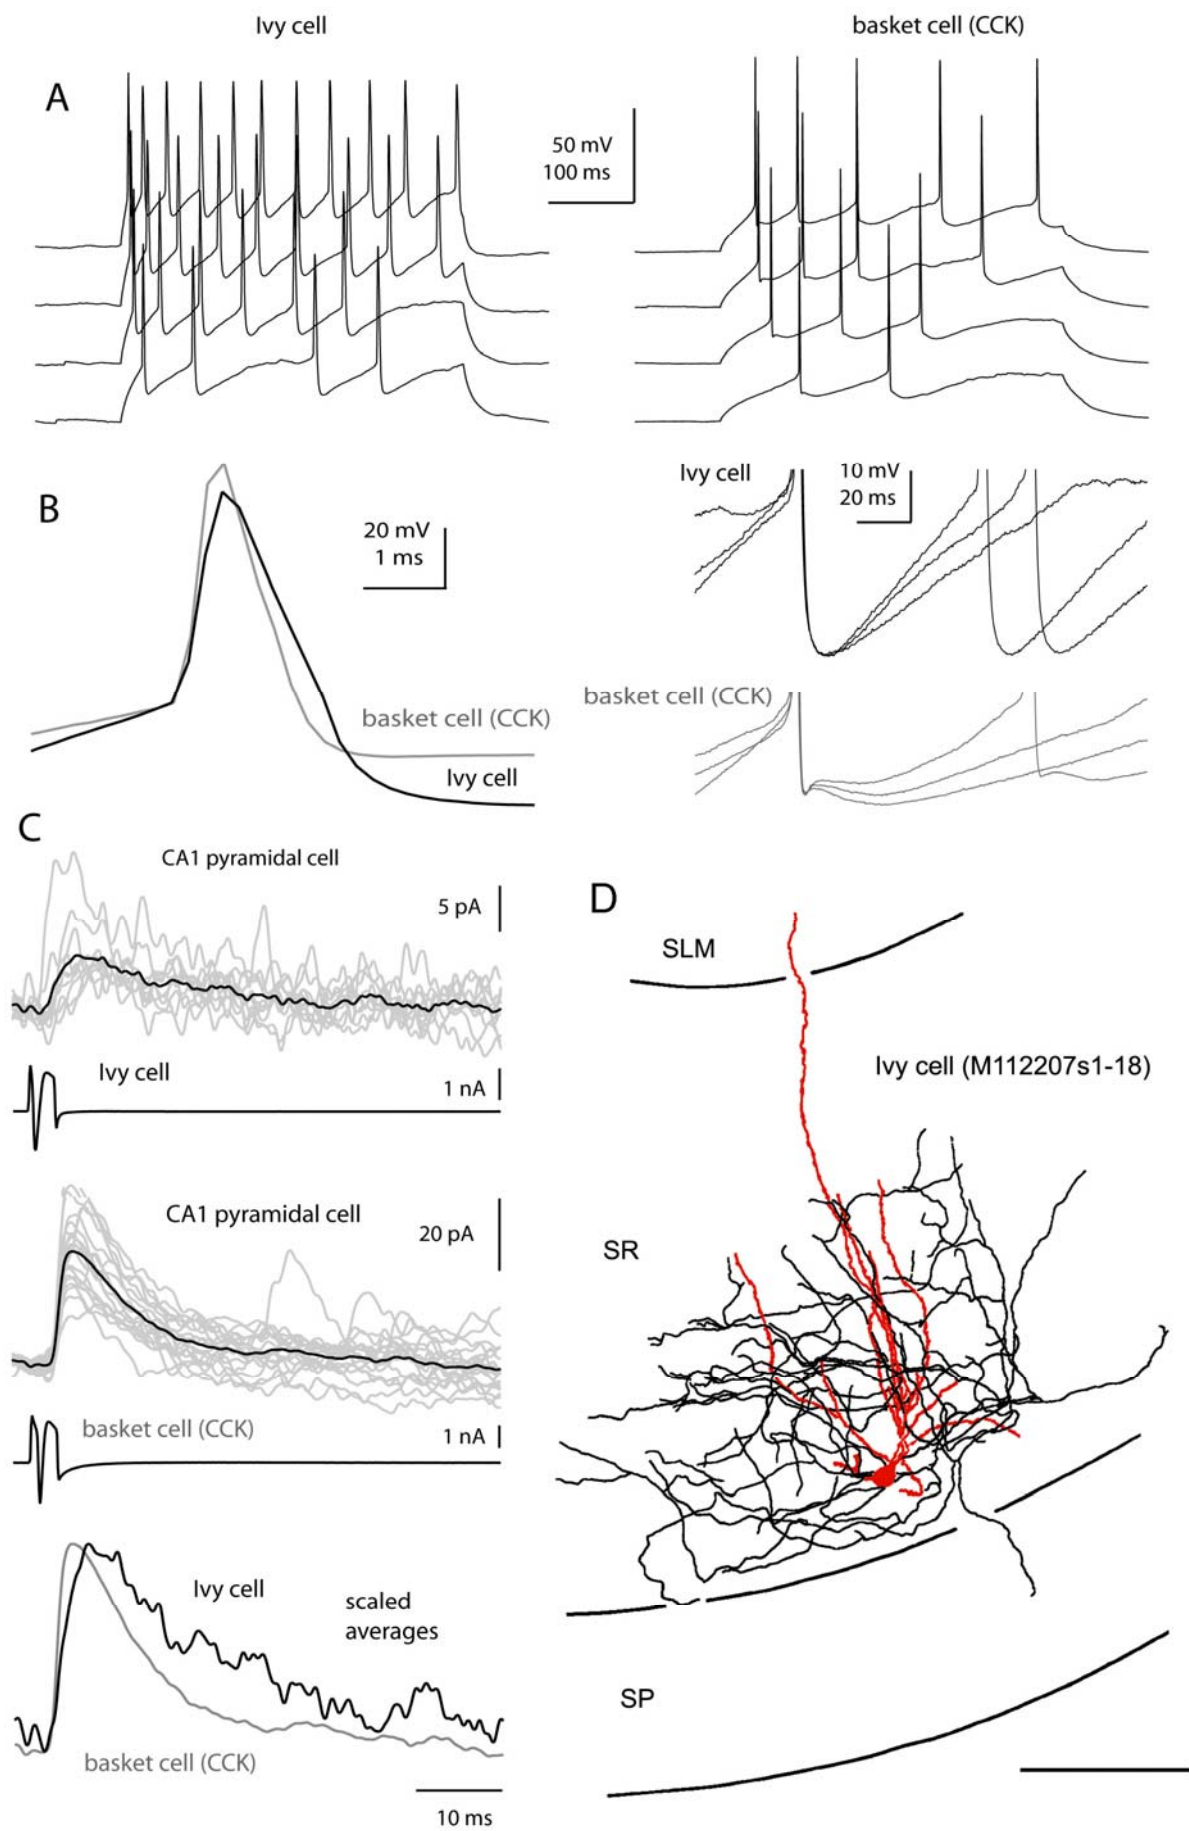 Ivy cell
basket cell (CCK)
A
50 mV
100 ms
B
20 mV
1 ms
basket cell (CCK)
Ivy cell
Ivy cell
10 mV
20 ms
basket cell (CCK)
C
CA1 pyramidal cell
5 pA
Ivy cell
1 nA
CA1 pyramidal cell
20 pA
basket cell (CCK)
1 nA
Ivy cell
scaled
averages
basket cell (CCK)
10 ms
D
SLM
Ivy cell (M112207s1-18)
SR
SP